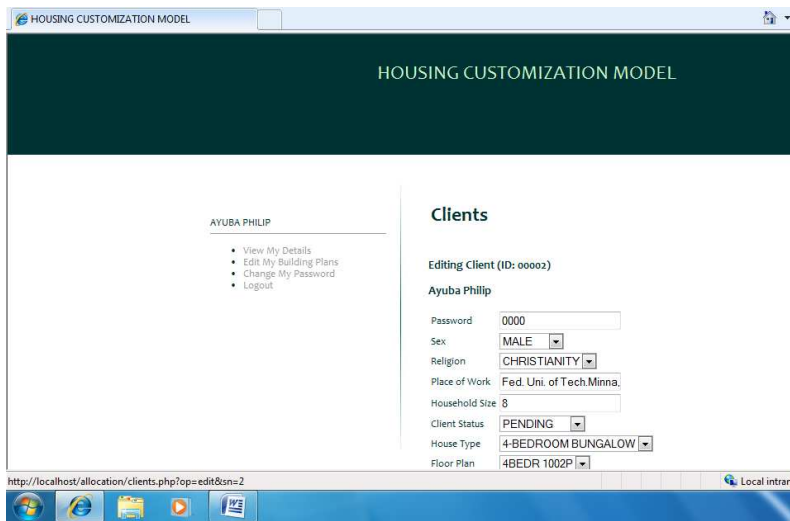 HOUSING CUSTOMIZATION MODEL
HOUSING CUSTOMIZATION MODEL
AYUBA PHILIP
View My Details
Edit My Building Plans
Change My Password
Logout
Clients
Editing Client (ID: 00002)
Ayuba Philip
Password 0000
Sex MALE
Religion CHRISTIANITY
Place of Work Fed. Uni. of Tech.Minna,
Household Size 8
Client Status PENDING
House Type 4-BEDROOM BUNGALOW
Floor Plan 4BEDR 1002P
http://localhost/allocation/clients.php?op=edit&sn=2 Local intran